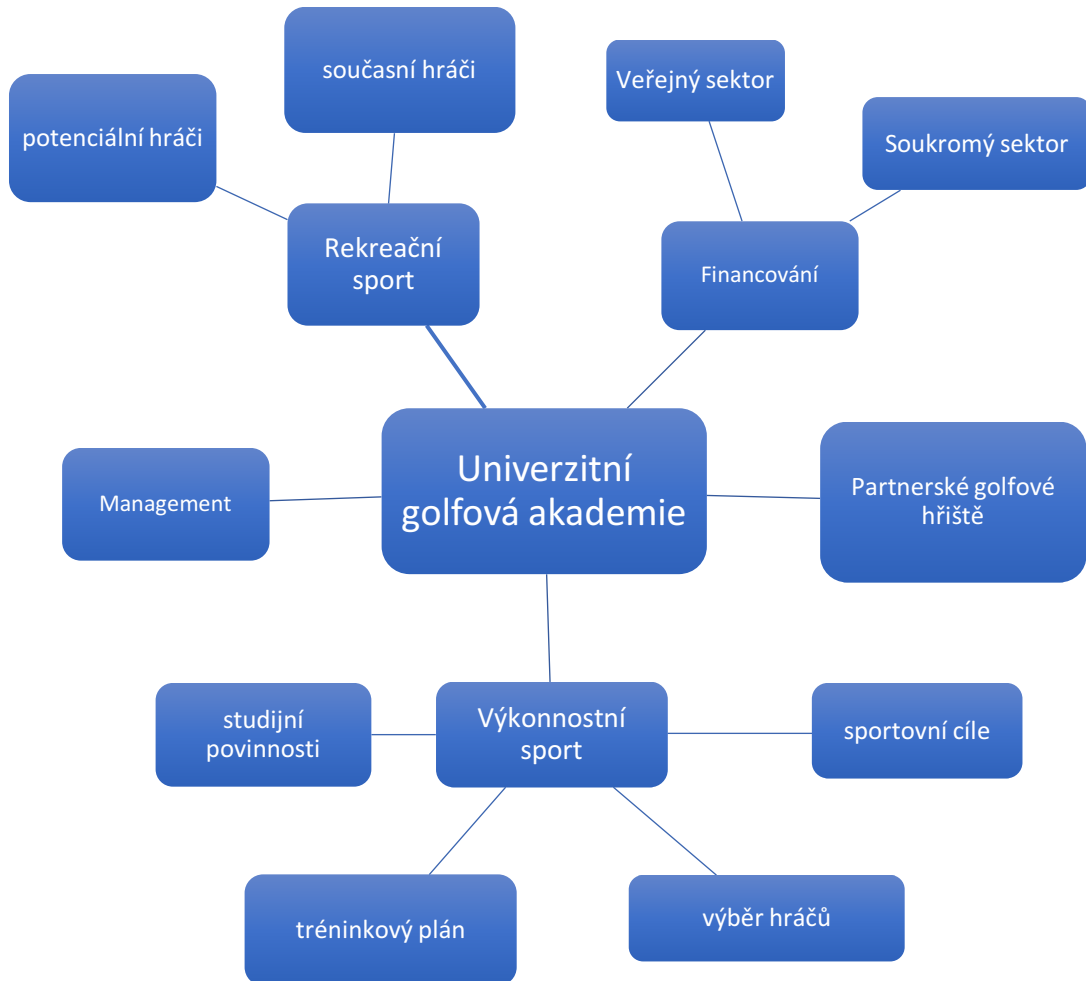 současní hráči
Veřejný sektor
potenciální hráči
Soukromý sektor
Rekreační
sport
Financování
Univerzitní
golfová akademie
Management
Partnerské golfové
hřiště
studijní
povinnosti
Výkonnostní
sport
sportovní cíle
tréninkový plán
výběr hráčů